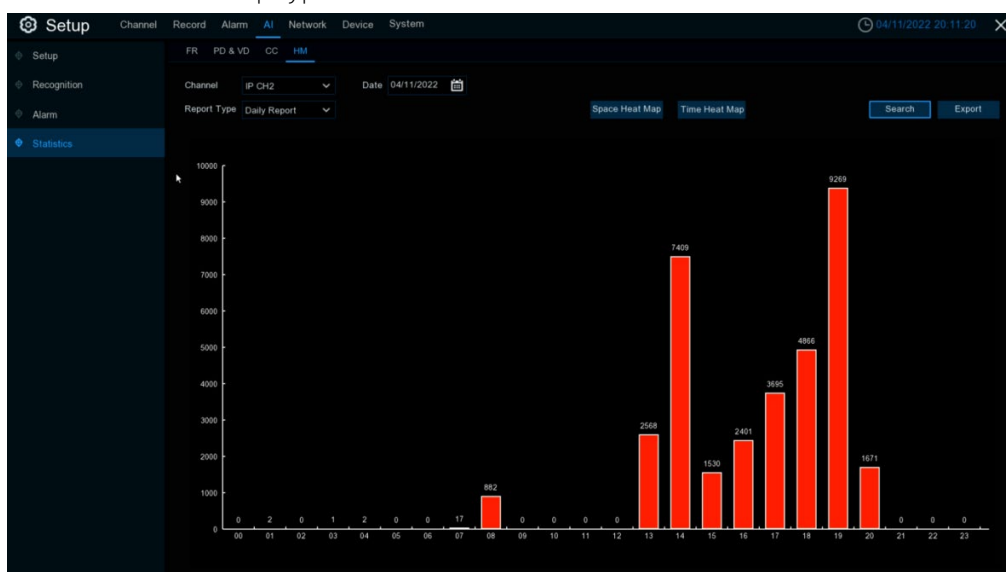 Setup Channel Record Alarm AI Network Device System 04/11/2022 20:11:20
Setup
Recognition
Alarm
Statistics
FR PD & VD CC HM
Channel IP CH2 Date 04/11/2022
Report Type Daily Report Space Heat Map Time Heat Map Search Export
10000
9000
8000
7000
6000
5000
4000
3000
2000
1000
0
0 2 0 1 2 0 0 17 882 0 0 0 0 2568 7409 1530 2401 3695 4866 9269 1671 0 0 0
00 01 02 03 04 05 06 07 08 09 10 11 12 13 14 15 16 17 18 19 20 21 22 23